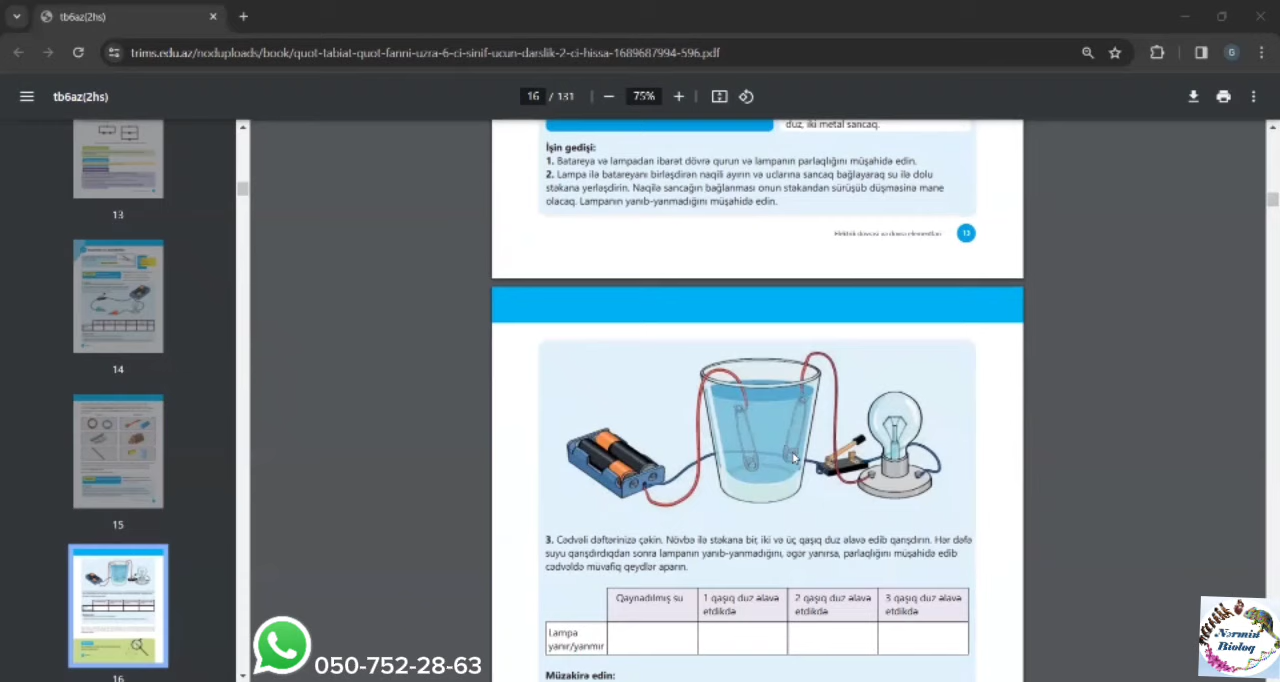 tb6az(2hs)
trims.edu.az/noduploads/book/quot-tabiat-quot-fanni-uzra-6-ci-sinif-ucun-darslik-2-ci-hissa-1689687994-596.pdf
G
tb6az(2hs)
16 / 131
75%
13
14
15
16
duz, iki metal sancaq.
İşin gedişi:
1. Batareya və lampadan ibarət dövrə qurun və lampanın parlaqlığını müşahidə edin.
2. Lampa ilə batareyanı birləşdirən naqili ayırın və uclarına sancaq bağlayaraq su ilə dolu
stəkana yerləşdirin. Naqilə sancağın bağlanması onun stəkandan sürüşüb düşməsinə mane
olacaq. Lampanın yanıb-yanmadığını müşahidə edin.
Elektrik dövrəsi və dövrə elementləri
13
3. Cədvəli dəftərinizə çəkin. Növbə ilə stəkana bir, iki və üç qaşıq duz əlavə edib qarışdırın. Hər dəfə
suyu qarışdırdıqdan sonra lampanın yanıb-yanmadığını, əgər yanırsa, parlaqlığını müşahidə edib
cədvəldə müvafiq qeydlər aparın.
Qaynadılmış su
1 qaşıq duz əlavə
etdikdə
2 qaşıq duz əlavə
etdikdə
3 qaşıq duz əlavə
etdikdə
Lampa
yanır/yanmır
Müzakirə edin:
050-752-28-63
Nərmin
Bioloq